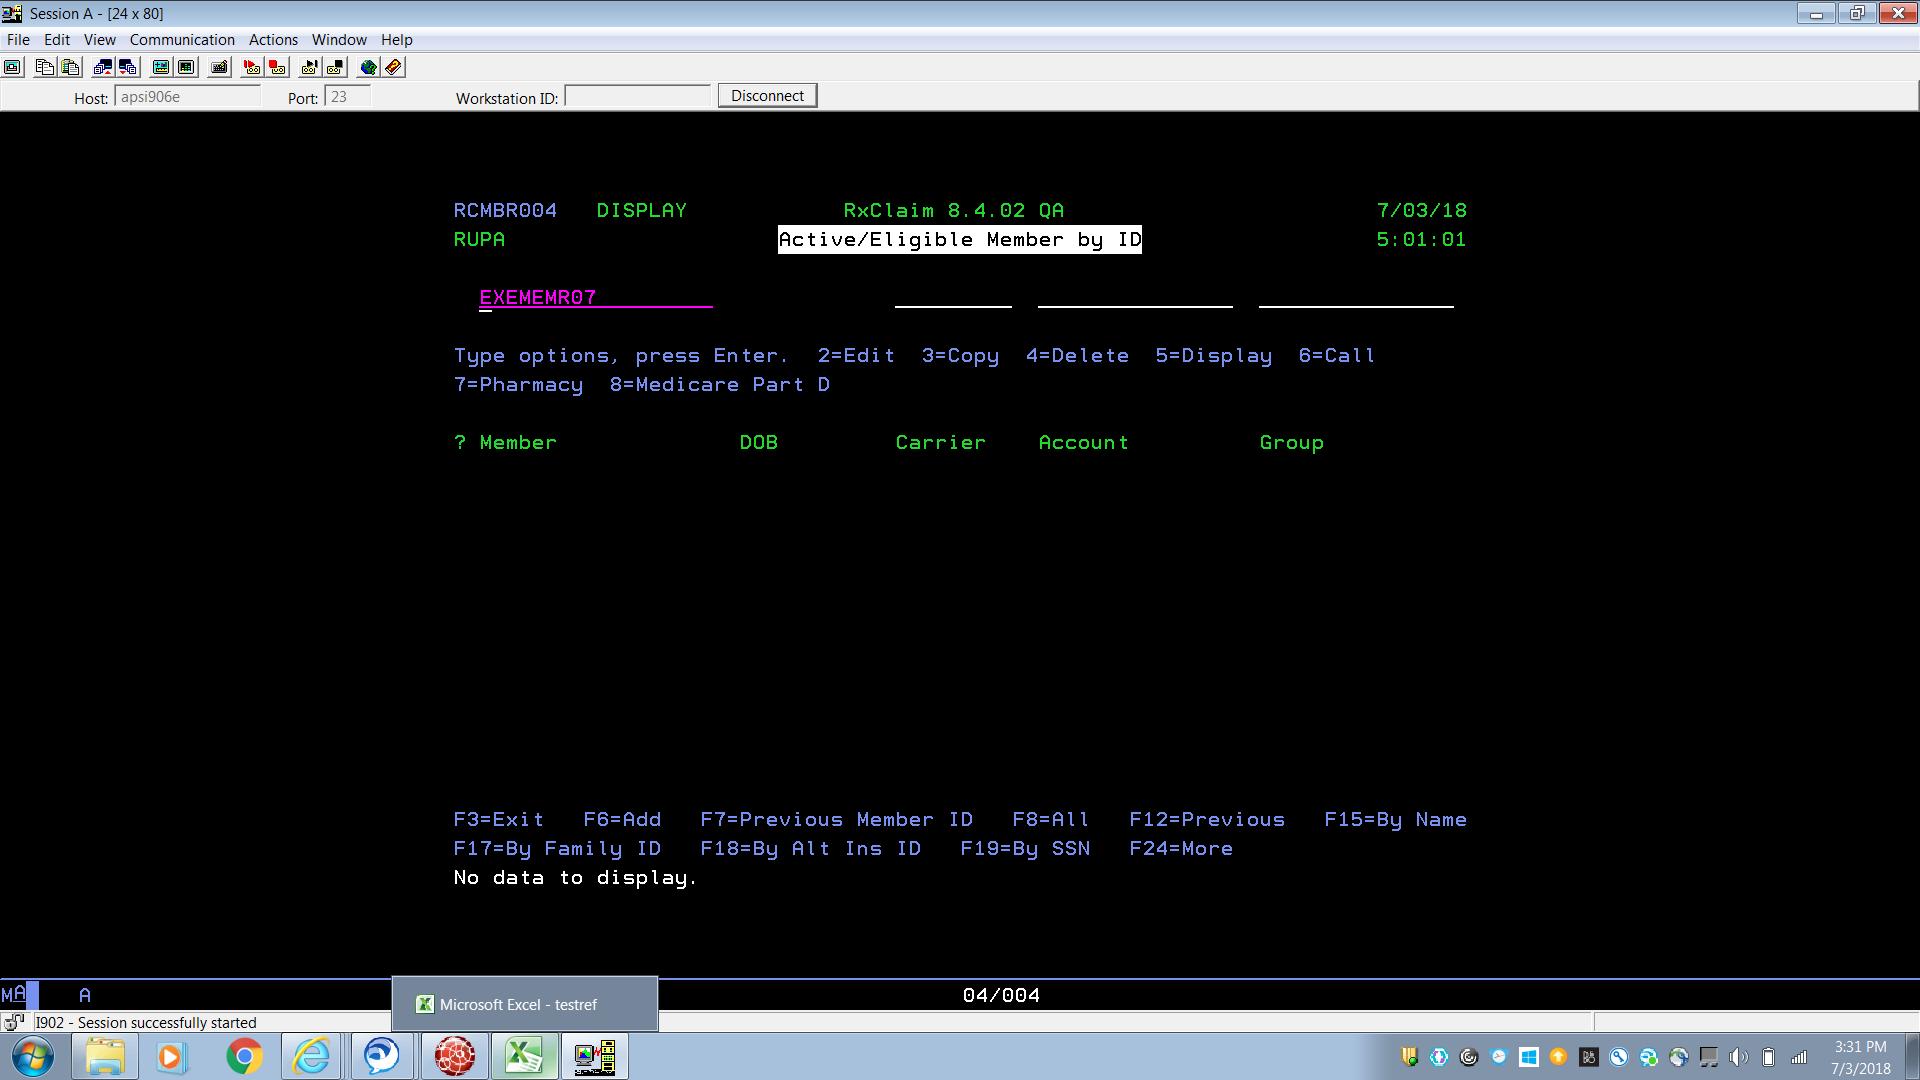 Session A - [24 x 80]
File Edit View Communication Actions Window Help
Host: apsi906e Port: 23 Workstation ID: Disconnect
RCMBR004 DISPLAY RxClaim 8.4.02 QA 7/03/18
RUPA Active/Eligible Member by ID 5:01:01
EXEMEMR07
Type options, press Enter. 2=Edit 3=Copy 4=Delete 5=Display 6=Call
7=Pharmacy 8=Medicare Part D
? Member DOB Carrier Account Group
F3=Exit F6=Add F7=Previous Member ID F8=All F12=Previous F15=By Name
F17=By Family ID F18=By Alt Ins ID F19=By SSN F24=More
No data to display.
MA A 04/004
Microsoft Excel - testref
I902 - Session successfully started
3:31 PM
7/3/2018